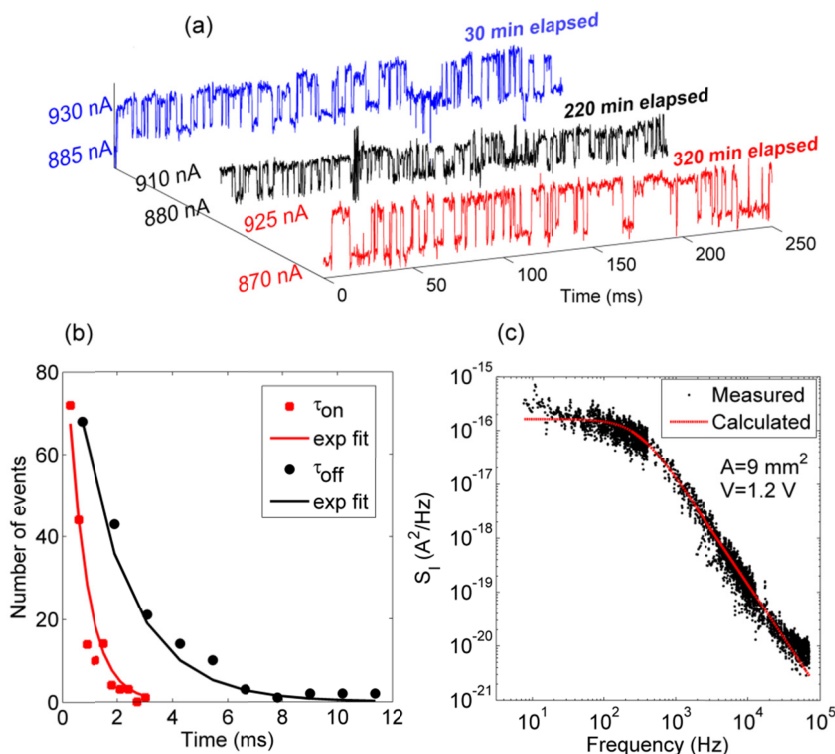 (a)
30 min elapsed
930 nA
885 nA
220 min elapsed
910 nA
880 nA
320 min elapsed
925 nA
870 nA
0
50
100
150
200
250
Time (ms)
(b)
80
60
40
20
0
Number of events
τon
exp fit
τoff
exp fit
0 2 4 6 8 10 12
Time (ms)
(c)
10⁻¹⁵
10⁻¹⁶
10⁻¹⁷
10⁻¹⁸
10⁻¹⁹
10⁻²⁰
10⁻²¹
S_I (A²/Hz)
Measured
Calculated
A=9 mm²
V=1.2 V
10¹ 10² 10³ 10⁴ 10⁵
Frequency (Hz)